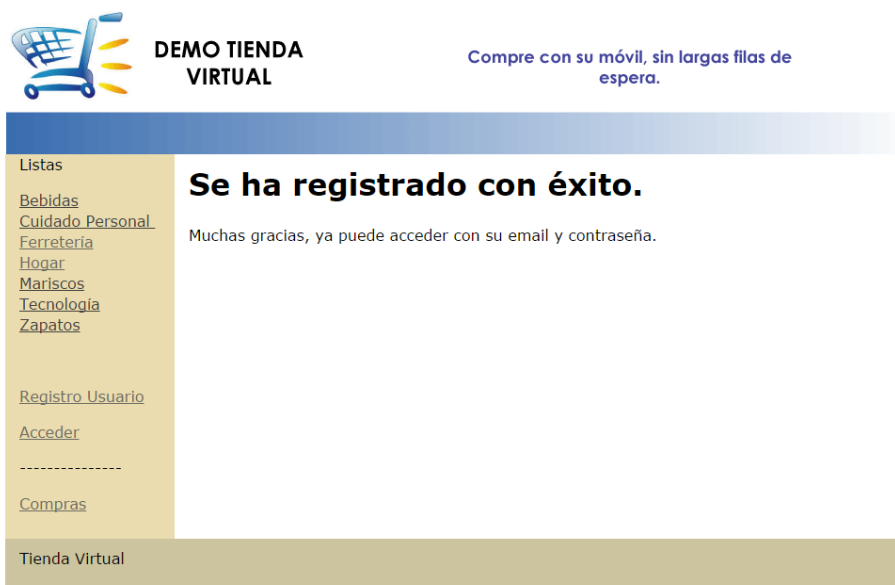 DEMO TIENDA
VIRTUAL
Compre con su móvil, sin largas filas de
espera.
Listas
Bebidas
Cuidado Personal
Ferretería
Hogar
Mariscos
Tecnología
Zapatos
Registro Usuario
Acceder
---------------
Compras
Se ha registrado con éxito.
Muchas gracias, ya puede acceder con su email y contraseña.
Tienda Virtual